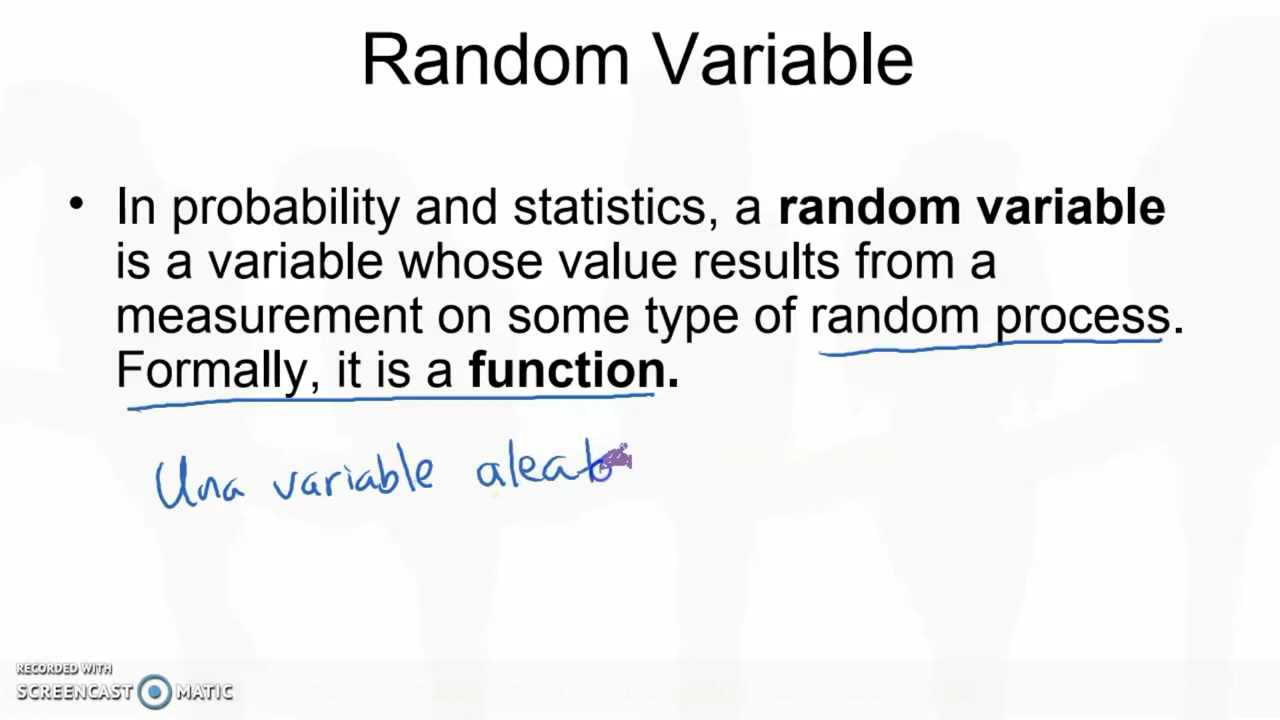 Random Variable
• In probability and statistics, a random variable
is a variable whose value results from a
measurement on some type of random process.
Formally, it is a function.
Una variable aleato
RECORDED WITH
SCREENCAST MATIC